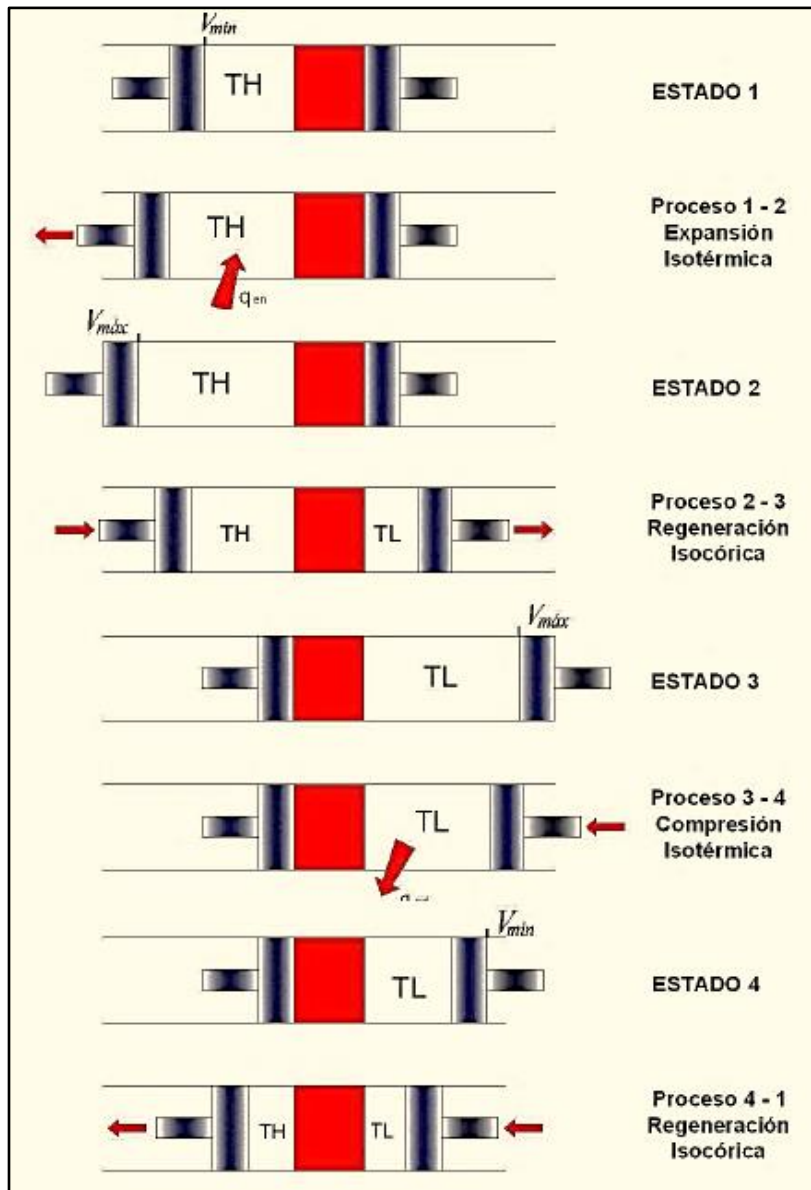 Vmin
TH
ESTADO 1
TH
qen
Proceso 1 - 2
Expansión
Isotérmica
Vmáx
TH
ESTADO 2
TH
TL
Proceso 2 - 3
Regeneración
Isocórica
Vmáx
TL
ESTADO 3
TL
Proceso 3 - 4
Compresión
Isotérmica
Vmin
TL
ESTADO 4
TH
TL
Proceso 4 - 1
Regeneración
Isocórica